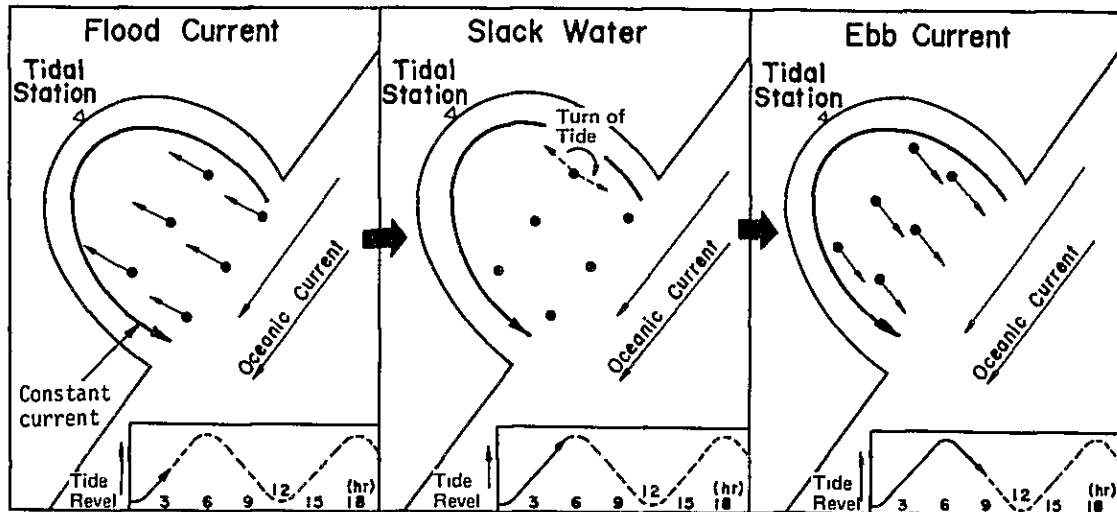 Flood Current
Tidal
Station
Oceanic Current
Constant
current
Tide
Revel
3 6 9 12 15 18
(hr)
Slack Water
Tidal
Station
Turn of
Tide
Oceanic Current
Tide
Revel
3 6 9 12 15 18
(hr)
Ebb Current
Tidal
Station
Oceanic Current
Tide
Revel
3 6 9 12 15 18
(hr)